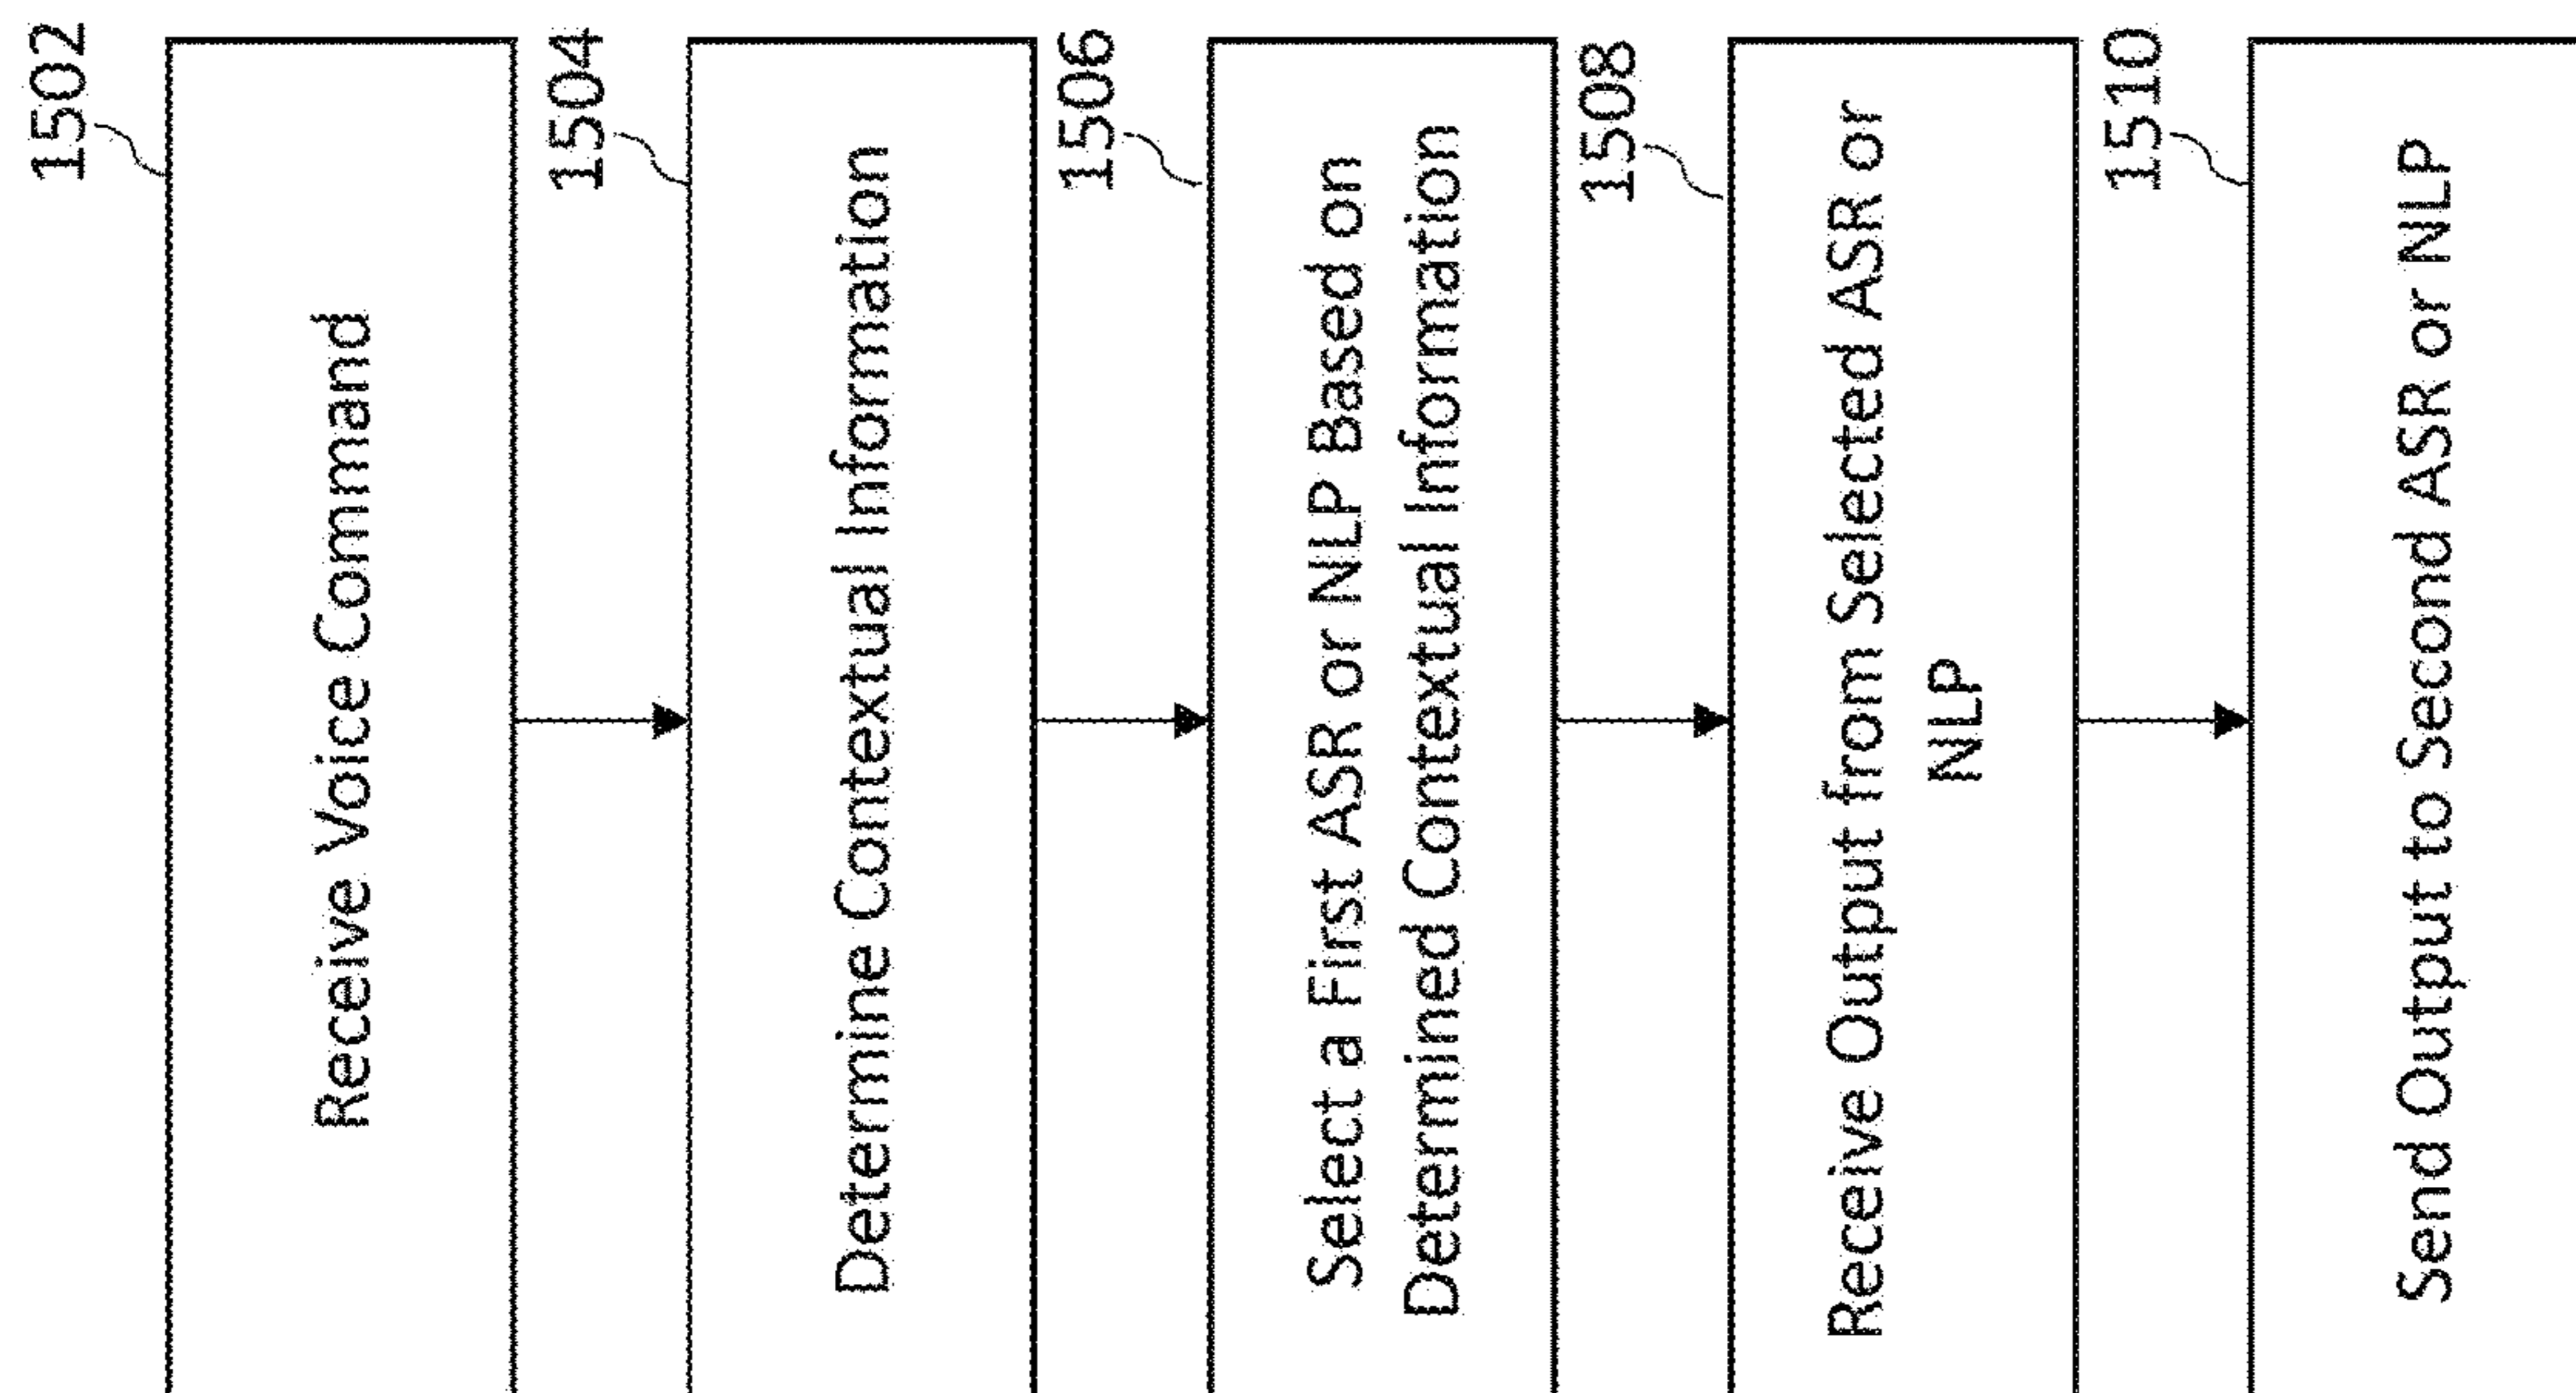 1502
Receive Voice Command
1504
Determine Contextual Information
1506
Select a First ASR or NLP Based on
Determined Contextual Information
1508
Receive Output from Selected ASR or
NLP
1510
Send Output to Second ASR or NLP